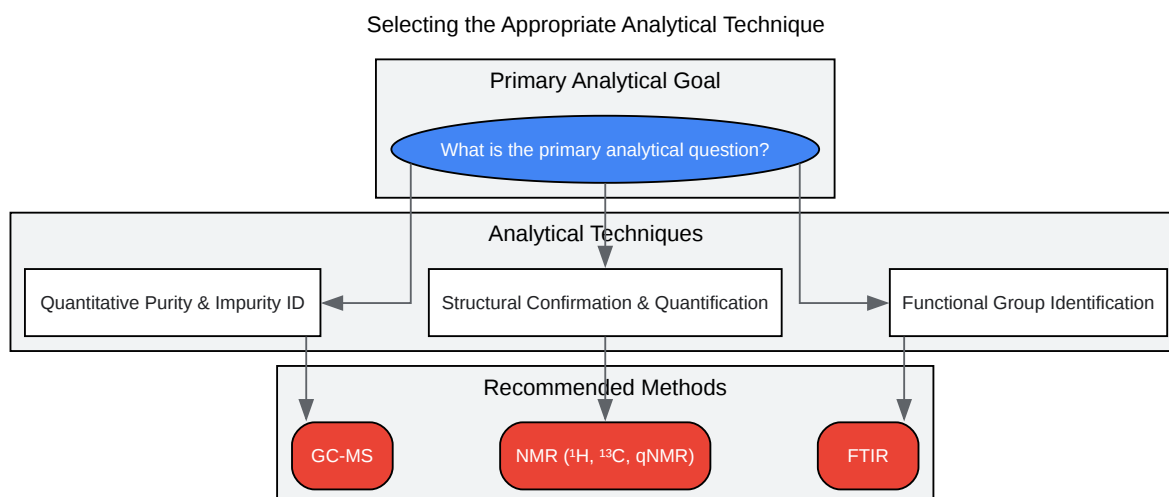 Selecting the Appropriate Analytical Technique
Primary Analytical Goal
What is the primary analytical question?
Analytical Techniques
Quantitative Purity & Impurity ID
Structural Confirmation & Quantification
Functional Group Identification
Recommended Methods
GC-MS
NMR (¹H, ¹³C, qNMR)
FTIR